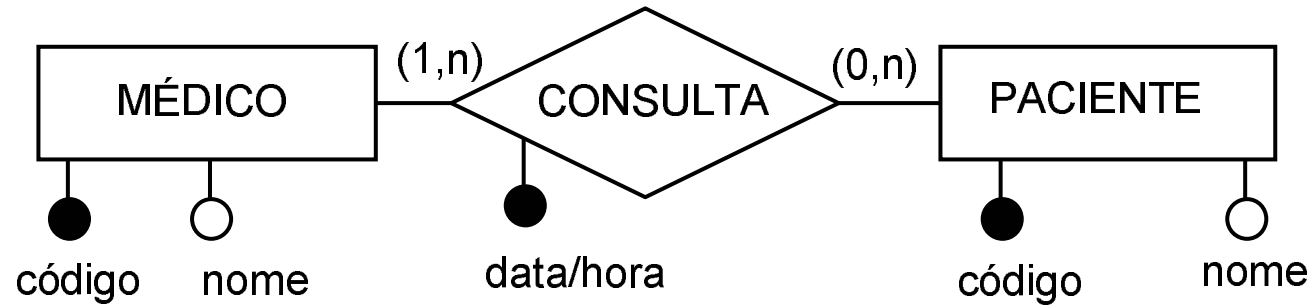 (1,n)
(0,n)
MÉDICO
CONSULTA
PACIENTE
código
nome
data/hora
código
nome